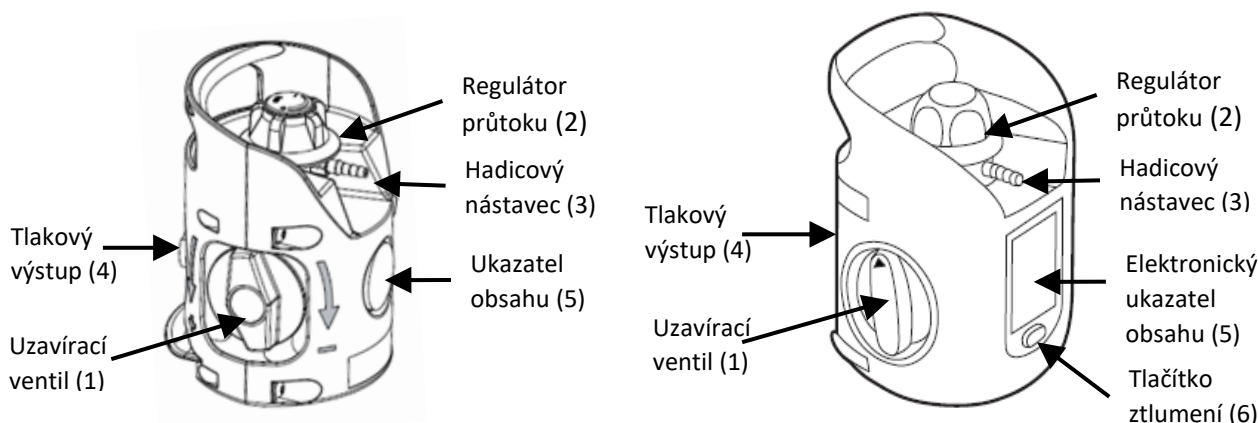 Regulátor
průtoku (2)
Hadicový
nástavec (3)
Tlakový
výstup (4)
Ukazatel
obsahu (5)
Uzavírací
ventil (1)
Regulátor
průtoku (2)
Hadicový
nástavec (3)
Tlakový
výstup (4)
Elektronický
ukazatel
obsahu (5)
Uzavírací
ventil (1)
Tlačítko
ztlumení (6)